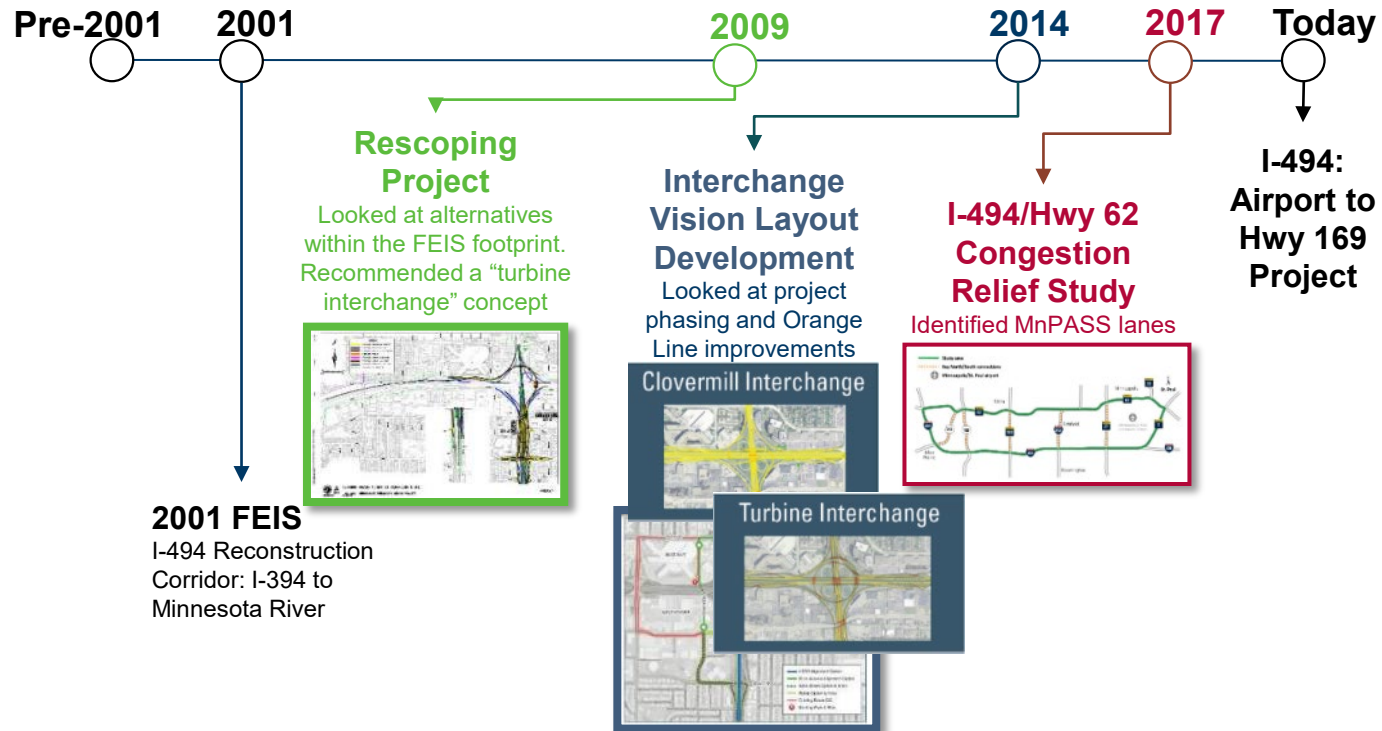 Pre-2001
2001
2009
2014
2017
Today
Rescoping
Project
Looked at alternatives
within the FEIS footprint.
Recommended a “turbine
interchange” concept
Interchange
Vision Layout
Development
Looked at project
phasing and Orange
Line improvements
I-494/Hwy 62
Congestion
Relief Study
Identified MnPASS lanes
I-494:
Airport to
Hwy 169
Project
Clovermill Interchange
Turbine Interchange
Study area
2001 FEIS
I-494 Reconstruction
Corridor: I-394 to
Minnesota River